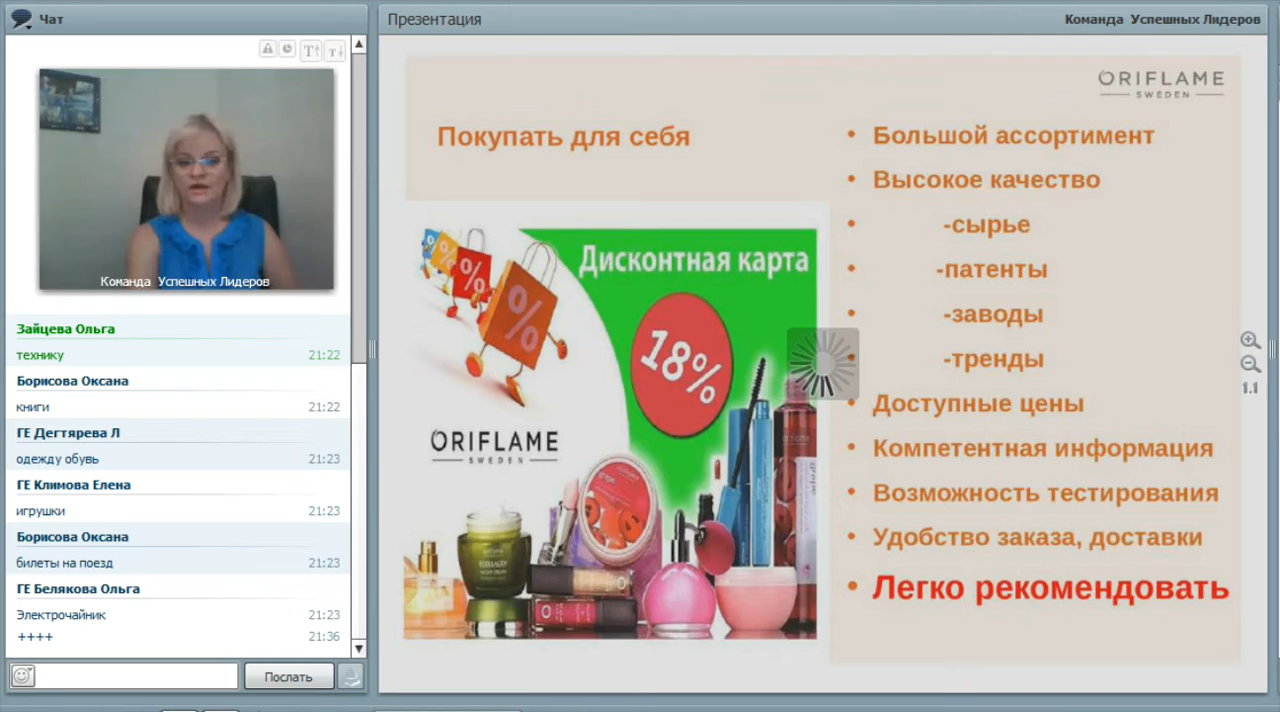 Чат
Команда Успешных Лидеров
Зайцева Ольга
технику 21:22
Борисова Оксана
книги 21:22
ГЕ Дегтярева Л
одежду обувь 21:23
ГЕ Климова Елена
игрушки 21:23
Борисова Оксана
билеты на поезд 21:23
ГЕ Белякова Ольга
Электрочайник 21:23
++++ 21:36
Послать
Презентация
Команда Успешных Лидеров
ORIFLAME
SWEDEN
Покупать для себя
Дисконтная карта
18%
ORIFLAME
SWEDEN
• Большой ассортимент
• Высокое качество
• -сырье
• -патенты
• -заводы
• -тренды
• Доступные цены
• Компетентная информация
• Возможность тестирования
• Удобство заказа, доставки
• Легко рекомендовать
1.1